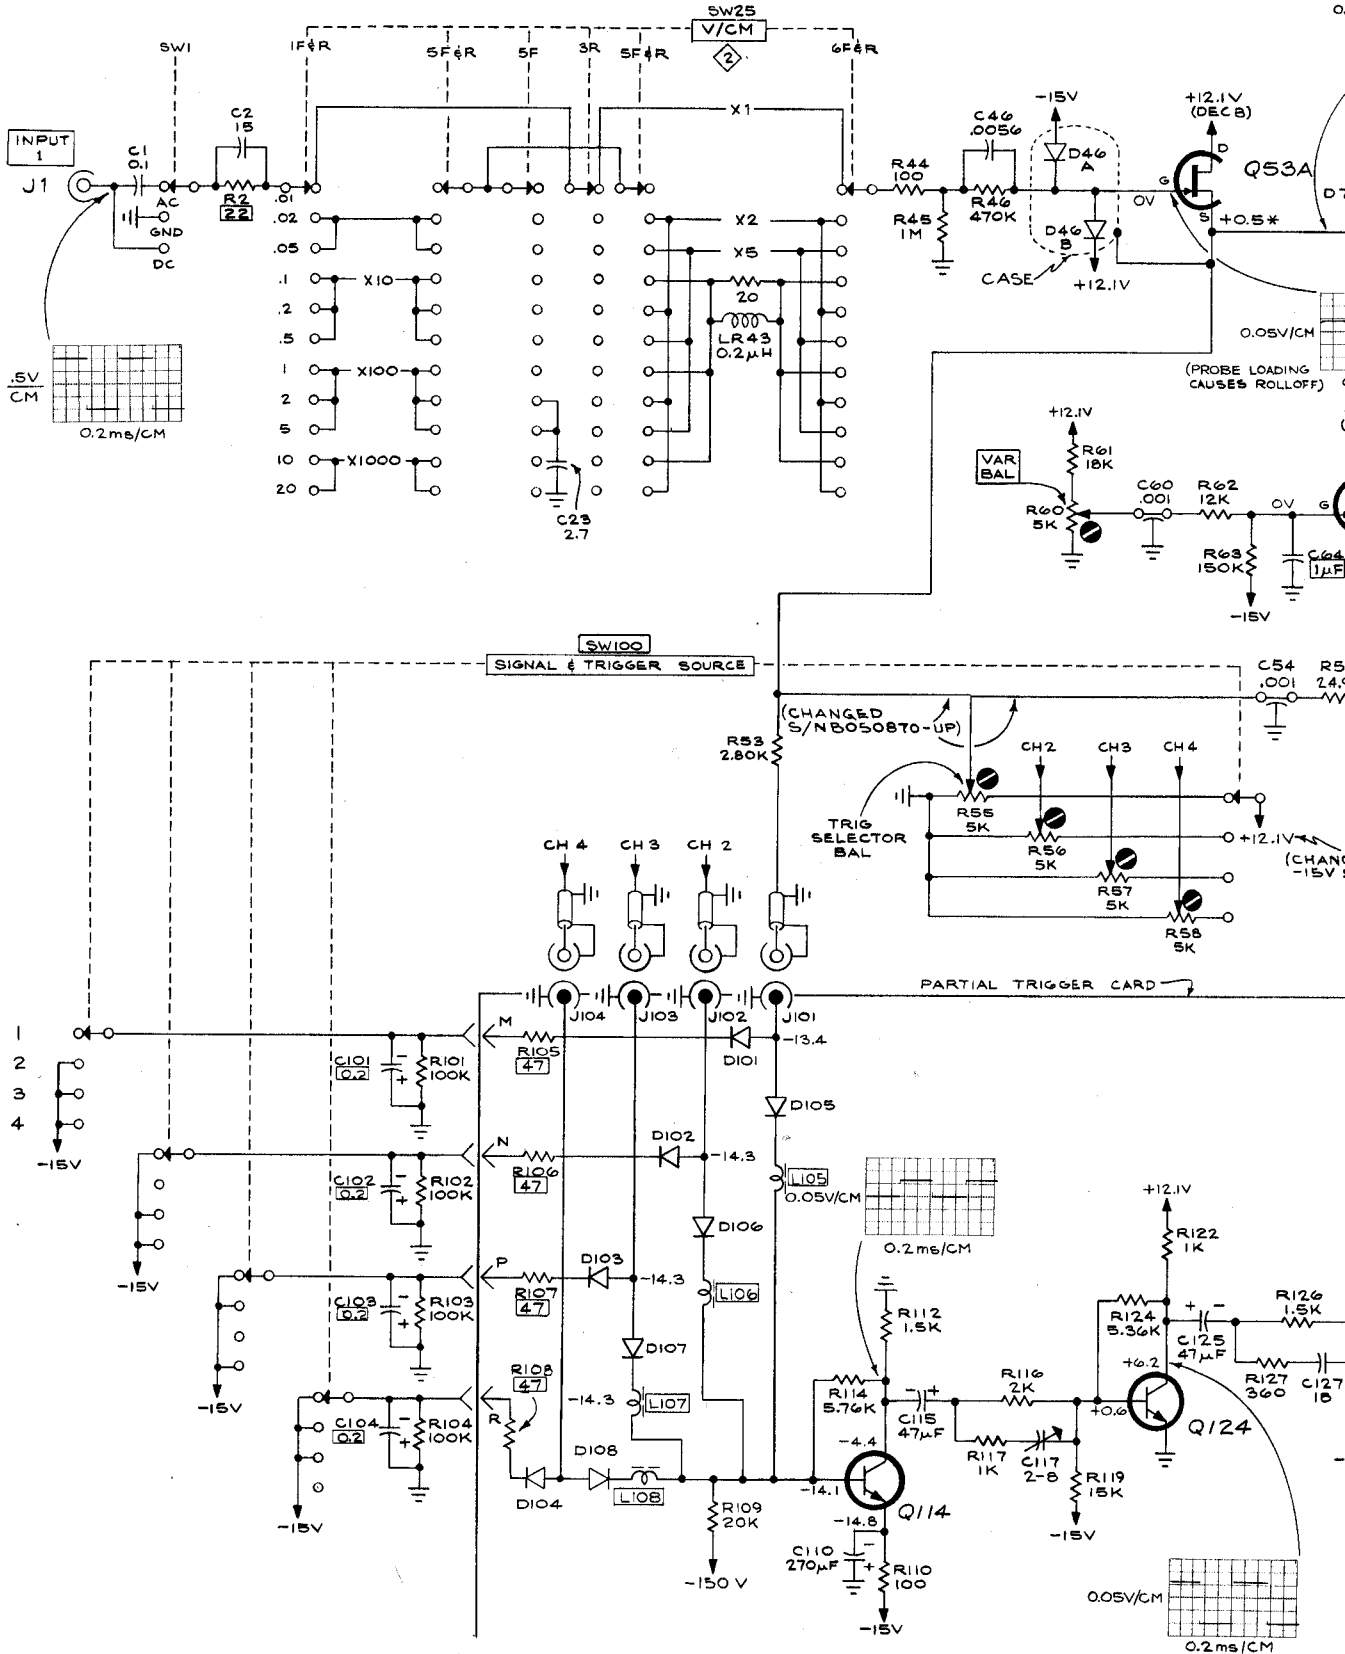 SW25
V/CM
2
SW1
1F&R
5F&R
5F
3R
5F&R
6F&R
INPUT
1
J1
C1
0.1
AC
GND
DC
C2
15
R2
22
.01
.02
.05
.1
.2
.5
1
2
5
10
20
X10
X100
X1000
X1
X2
X5
20
LR43
0.2µH
C23
2.7
.5V
CM
0.2ms/CM
R44
100
R45
1M
C46
.0056
R46
470K
-15V
D46
A
D46
B
CASE
+12.1V
0V
+12.1V
(DEC B)
D
G
S
Q53A
+0.5*
D7
0.
0.05V/CM
(PROBE LOADING
CAUSES ROLLOFF)
+12.1V
R61
18K
VAR
BAL
R60
5K
C60
.001
R62
12K
0V
G
R63
150K
-15V
C64
1µF
SW100
SIGNAL & TRIGGER SOURCE
(CHANGED
S/NB050870-UP)
R53
2.80K
C54
.001
R5
24.9
CH2
CH3
CH4
TRIG
SELECTOR
BAL
R55
5K
R56
5K
R57
5K
R58
5K
+12.1V
(CHANG
-15V S
CH 4
CH 3
CH 2
PARTIAL TRIGGER CARD
J104
J103
J102
J101
1
2
3
4
-15V
C101
0.2
R101
100K
M
R105
47
D101
-13.4
D105
L105
-15V
C102
0.2
R102
100K
N
R106
47
D102
-14.3
D106
L106
-15V
C103
0.2
R103
100K
P
R107
47
D103
-14.3
D107
-14.3
L107
-15V
C104
0.2
R104
100K
R
R108
47
D104
D108
L108
R109
20K
-150 V
0.05V/CM
0.2ms/CM
R112
1.5K
R114
5.76K
C115
47µF
-4.4
-14.1
-14.8
Q114
C110
270µF
R110
100
-15V
R116
2K
R117
1K
C117
2-8
R119
15K
-15V
+12.1V
R122
1K
R124
5.36K
+6.2
+0.6
Q124
C125
47µF
R126
1.5K
R127
360
C127
18
0.05V/CM
0.2ms/CM